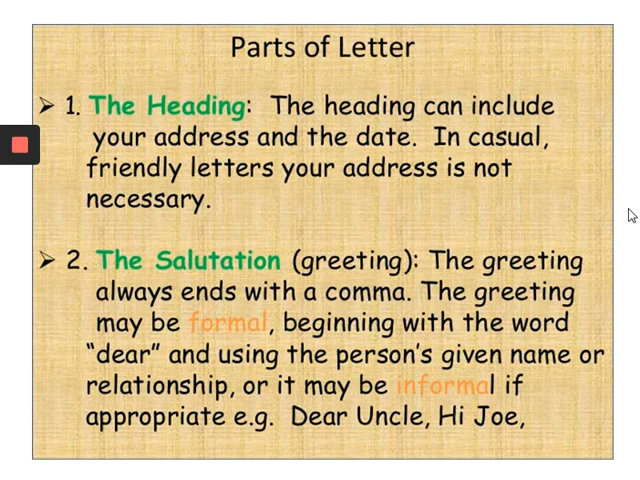 Parts of Letter
➢ 1. The Heading: The heading can include
your address and the date. In casual,
friendly letters your address is not
necessary.
➢ 2. The Salutation (greeting): The greeting
always ends with a comma. The greeting
may be formal, beginning with the word
“dear” and using the person’s given name or
relationship, or it may be informal if
appropriate e.g. Dear Uncle, Hi Joe,